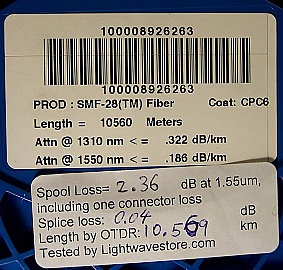 100008926263
100008926263
PROD : SMF-28(TM) Fiber Coat: CPC6
Length = 10560 Meters
Attn @ 1310 nm < = .322 dB/km
Attn @ 1550 nm < = .186 dB/km
Spool Loss= 2.36 dB at 1.55um,
including one connector loss
Splice loss: 0.04 dB
Length by OTDR: 10.569 km
Tested by Lightwavestore.com